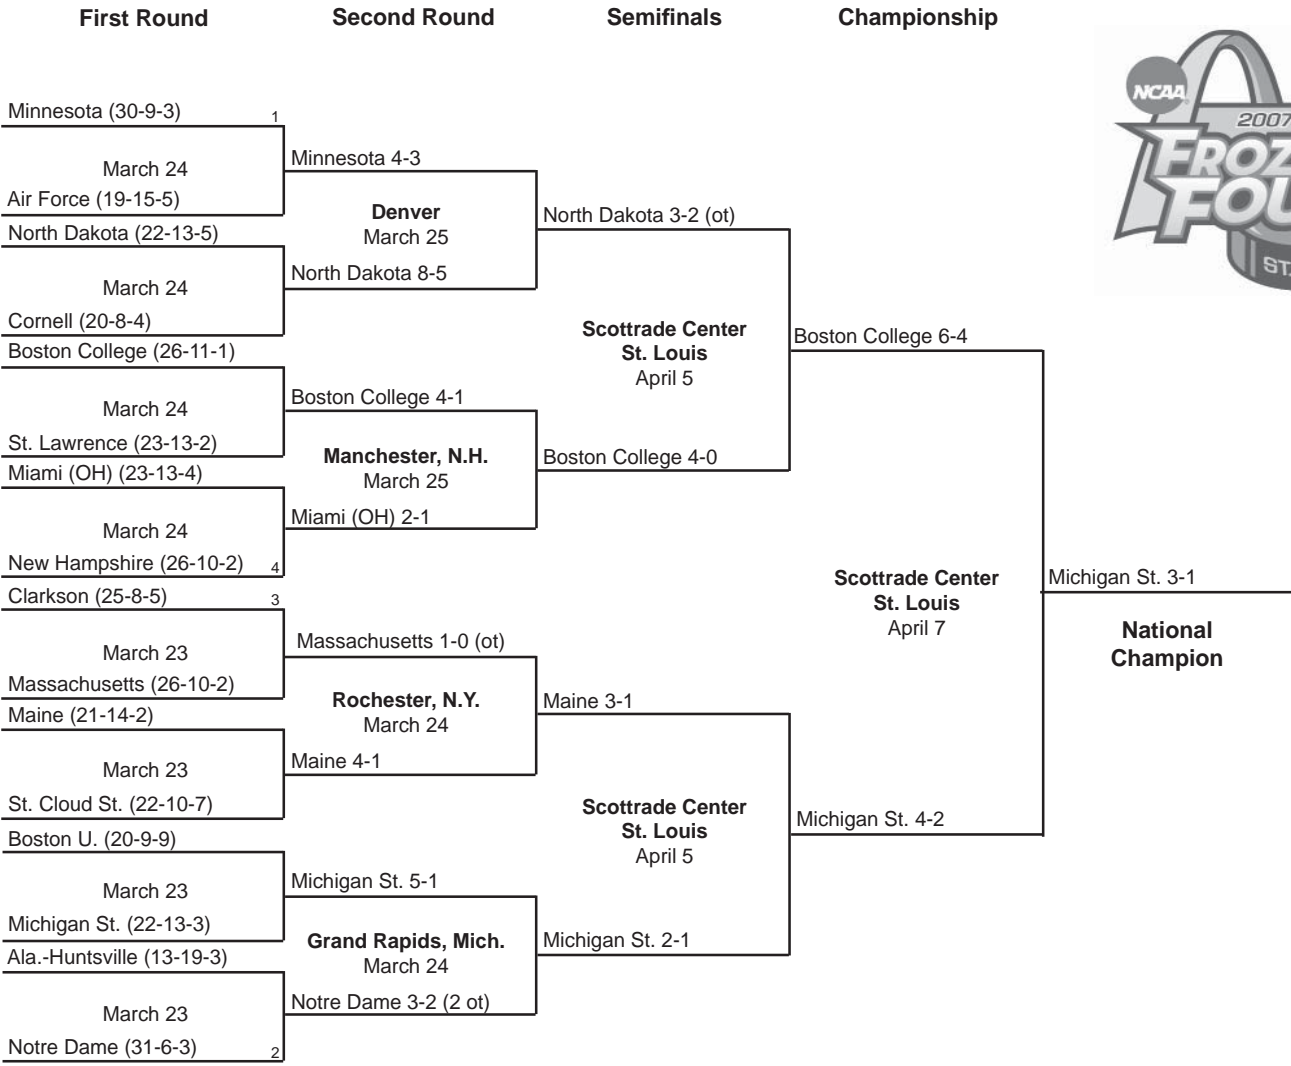 First Round
Second Round
Semifinals
Championship
NCAA
2007
Minnesota (30-9-3) 1
March 24
Air Force (19-15-5)
North Dakota (22-13-5)
March 24
Cornell (20-8-4)
Boston College (26-11-1)
March 24
St. Lawrence (23-13-2)
Miami (OH) (23-13-4)
March 24
New Hampshire (26-10-2) 4
Clarkson (25-8-5) 3
March 23
Massachusetts (26-10-2)
Maine (21-14-2)
March 23
St. Cloud St. (22-10-7)
Boston U. (20-9-9)
March 23
Michigan St. (22-13-3)
Ala.-Huntsville (13-19-3)
March 23
Notre Dame (31-6-3) 2
Minnesota 4-3
Denver
March 25
North Dakota 8-5
Boston College 4-1
Manchester, N.H.
March 25
Miami (OH) 2-1
Massachusetts 1-0 (ot)
Rochester, N.Y.
March 24
Maine 4-1
Michigan St. 5-1
Grand Rapids, Mich.
March 24
Notre Dame 3-2 (2 ot)
North Dakota 3-2 (ot)
Scottrade Center
St. Louis
April 5
Boston College 4-0
Maine 3-1
Scottrade Center
St. Louis
April 5
Michigan St. 2-1
Boston College 6-4
Scottrade Center
St. Louis
April 7
Michigan St. 4-2
Michigan St. 3-1
National
Champion